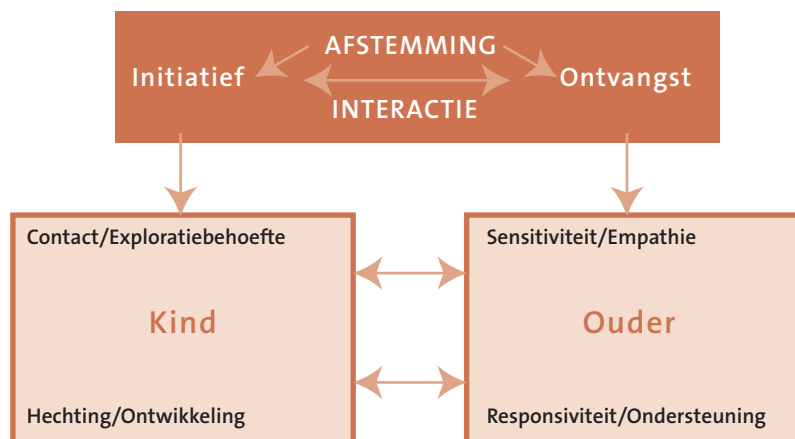 AFSTEMMING
Initiatief
Ontvangst
INTERACTIE
Contact/Exploratiebehoefte
Sensitiviteit/Empathie
Kind
Ouder
Hechting/Ontwikkeling
Responsiviteit/Ondersteuning